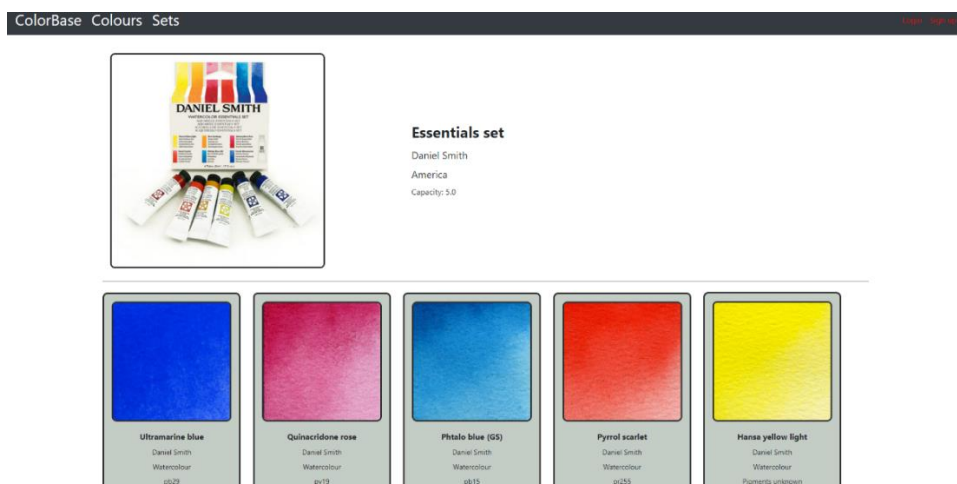 ColorBase Colours Sets
Login Sign up
DANIEL SMITH
Essentials set
Daniel Smith
America
Capacity: 5.0
Ultramarine blue
Daniel Smith
Watercolour
pb29
Quinacridone rose
Daniel Smith
Watercolour
pv19
Phtalo blue (GS)
Daniel Smith
Watercolour
pb15
Pyrrol scarlet
Daniel Smith
Watercolour
pr255
Hansa yellow light
Daniel Smith
Watercolour
Pigments unknown